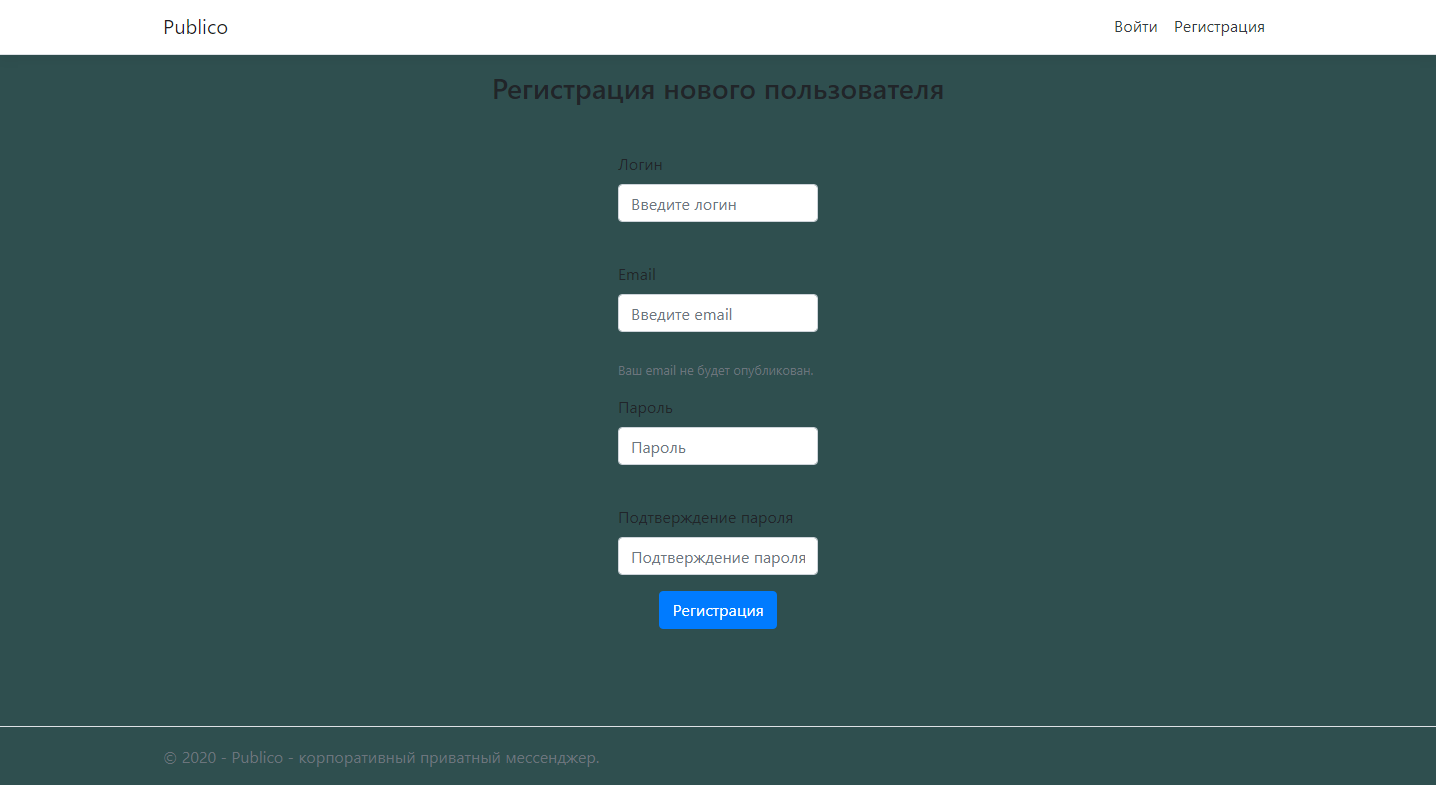 Publico
Войти Регистрация
Регистрация нового пользователя
Логин
Введите логин
Email
Введите email
Ваш email не будет опубликован.
Пароль
Пароль
Подтверждение пароля
Подтверждение пароля
Регистрация
© 2020 - Publico - корпоративный приватный мессенджер.